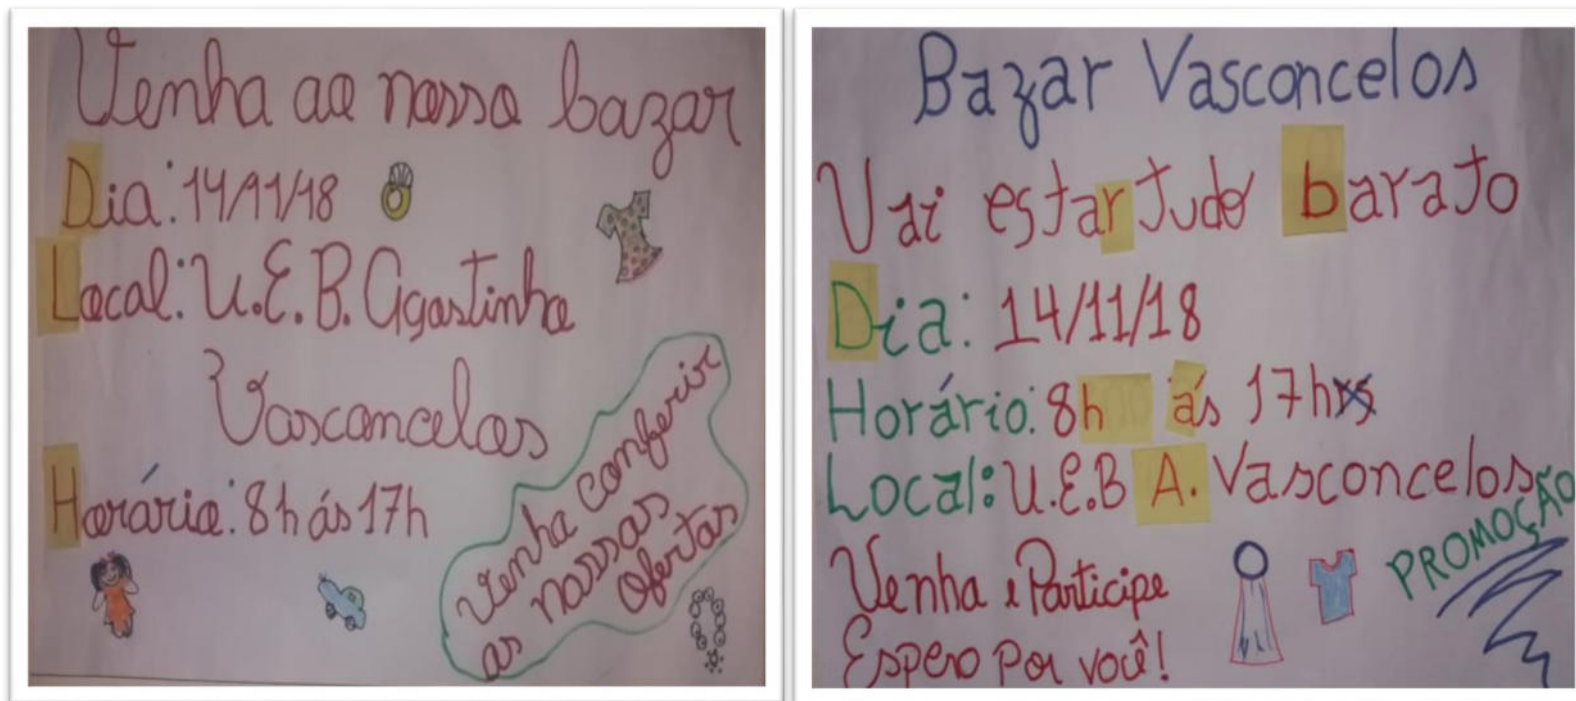 Venha ao nosso bazar
Dia: 14/11/18
Local: U.E.B. Agostinho
Vasconcelos
Horário: 8h ás 17h
Venha conferir
as nossas
ofertas
Bazar Vasconcelos
Vai estar tudo barato
Dia: 14/11/18
Horário: 8h ás 17h
Local: U.E.B A. Vasconcelos
PROMOÇÃO
Venha e Participe
Espero por você!